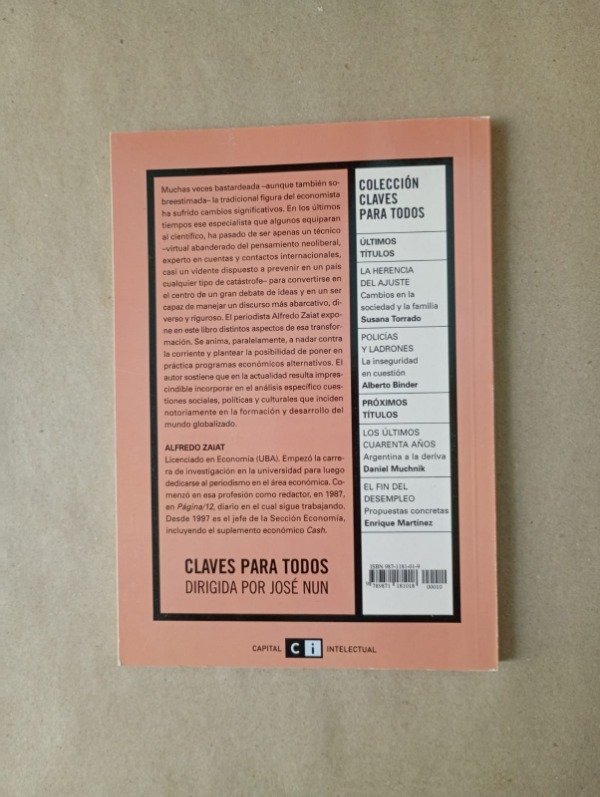 Muchas veces bastardeada –aunque también so-
breestimada– la tradicional figura del economista
ha sufrido cambios significativos. En los últimos
tiempos ese especialista que algunos equiparan
al científico, ha pasado de ser apenas un técnico
–virtual abanderado del pensamiento neoliberal,
experto en cuentas y contactos internacionales,
casi un vidente dispuesto a prevenir en un país
cualquier tipo de catástrofe– para convertirse en
el centro de un gran debate de ideas y en un ser
capaz de manejar un discurso más abarcativo, di-
verso y riguroso. El periodista Alfredo Zaiat expo-
ne en este libro distintos aspectos de esa transfor-
mación. Se anima, paralelamente, a nadar contra
la corriente y plantear la posibilidad de poner en
práctica programas económicos alternativos. El
autor sostiene que en la actualidad resulta impres-
cindible incorporar en el análisis específico cues-
tiones sociales, políticas y culturales que inciden
notoriamente en la formación y desarrollo del
mundo globalizado.
ALFREDO ZAIAT
Licenciado en Economía (UBA). Empezó la carre-
ra de investigación en la universidad para luego
dedicarse al periodismo en el área económica. Co-
menzó en esa profesión como redactor, en 1987,
en Página/12, diario en el cual sigue trabajando.
Desde 1997 es el jefe de la Sección Economía,
incluyendo el suplemento económico Cash.
CLAVES PARA TODOS
DIRIGIDA POR JOSÉ NUN
COLECCIÓN
CLAVES
PARA TODOS
ÚLTIMOS
TÍTULOS
LA HERENCIA
DEL AJUSTE
Cambios en la
sociedad y la familia
Susana Torrado
POLICÍAS
Y LADRONES
La inseguridad
en cuestión
Alberto Binder
PRÓXIMOS
TÍTULOS
LOS ÚLTIMOS
CUARENTA AÑOS
Argentina a la deriva
Daniel Muchnik
EL FIN DEL
DESEMPLEO
Propuestas concretas
Enrique Martínez
ISBN 987-1181-01-9
9 789871 181018 00010
CAPITAL Ci INTELECTUAL